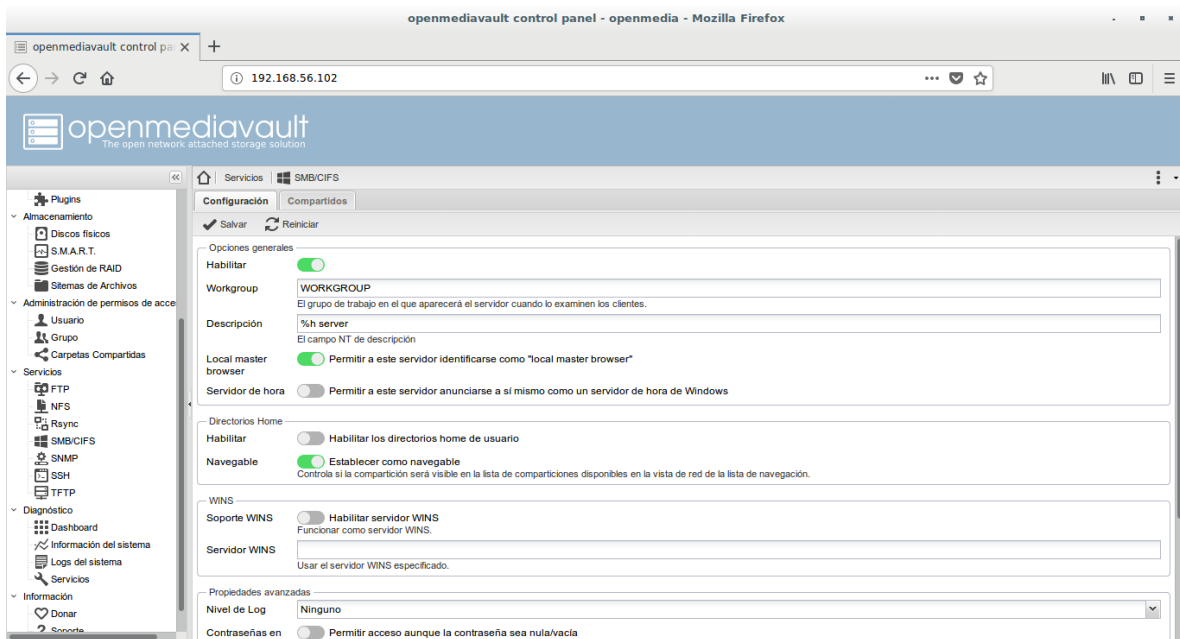 openmediavault control panel - openmedia - Mozilla Firefox
openmediavault control pa
192.168.56.102
openmediavault
The open network attached storage solution
Servicios
SMB/CIFS
Plugins
Almacenamiento
Discos físicos
S.M.A.R.T.
Gestión de RAID
Sitemas de Archivos
Administración de permisos de acce
Usuario
Grupo
Carpetas Compartidas
Servicios
FTP
NFS
Rsync
SMB/CIFS
SNMP
SSH
TFTP
Diagnóstico
Dashboard
Información del sistema
Logs del sistema
Servicios
Información
Donar
Soporte
Configuración
Compartidos
Salvar
Reiniciar
Opciones generales
Habilitar
Workgroup
WORKGROUP
El grupo de trabajo en el que aparecerá el servidor cuando lo examinen los clientes.
Descripción
%h server
El campo NT de descripción
Local master browser
Permitir a este servidor identificarse como "local master browser"
Servidor de hora
Permitir a este servidor anunciarse a sí mismo como un servidor de hora de Windows
Directorios Home
Habilitar
Habilitar los directorios home de usuario
Navegable
Establecer como navegable
Controla si la compartición será visible en la lista de comparticiones disponibles en la vista de red de la lista de navegación.
WINS
Soporte WINS
Habilitar servidor WINS
Funcionar como servidor WINS.
Servidor WINS
Usar el servidor WINS especificado.
Propiedades avanzadas
Nivel de Log
Ninguno
Contraseñas en
Permitir acceso aunque la contraseña sea nula/vacía